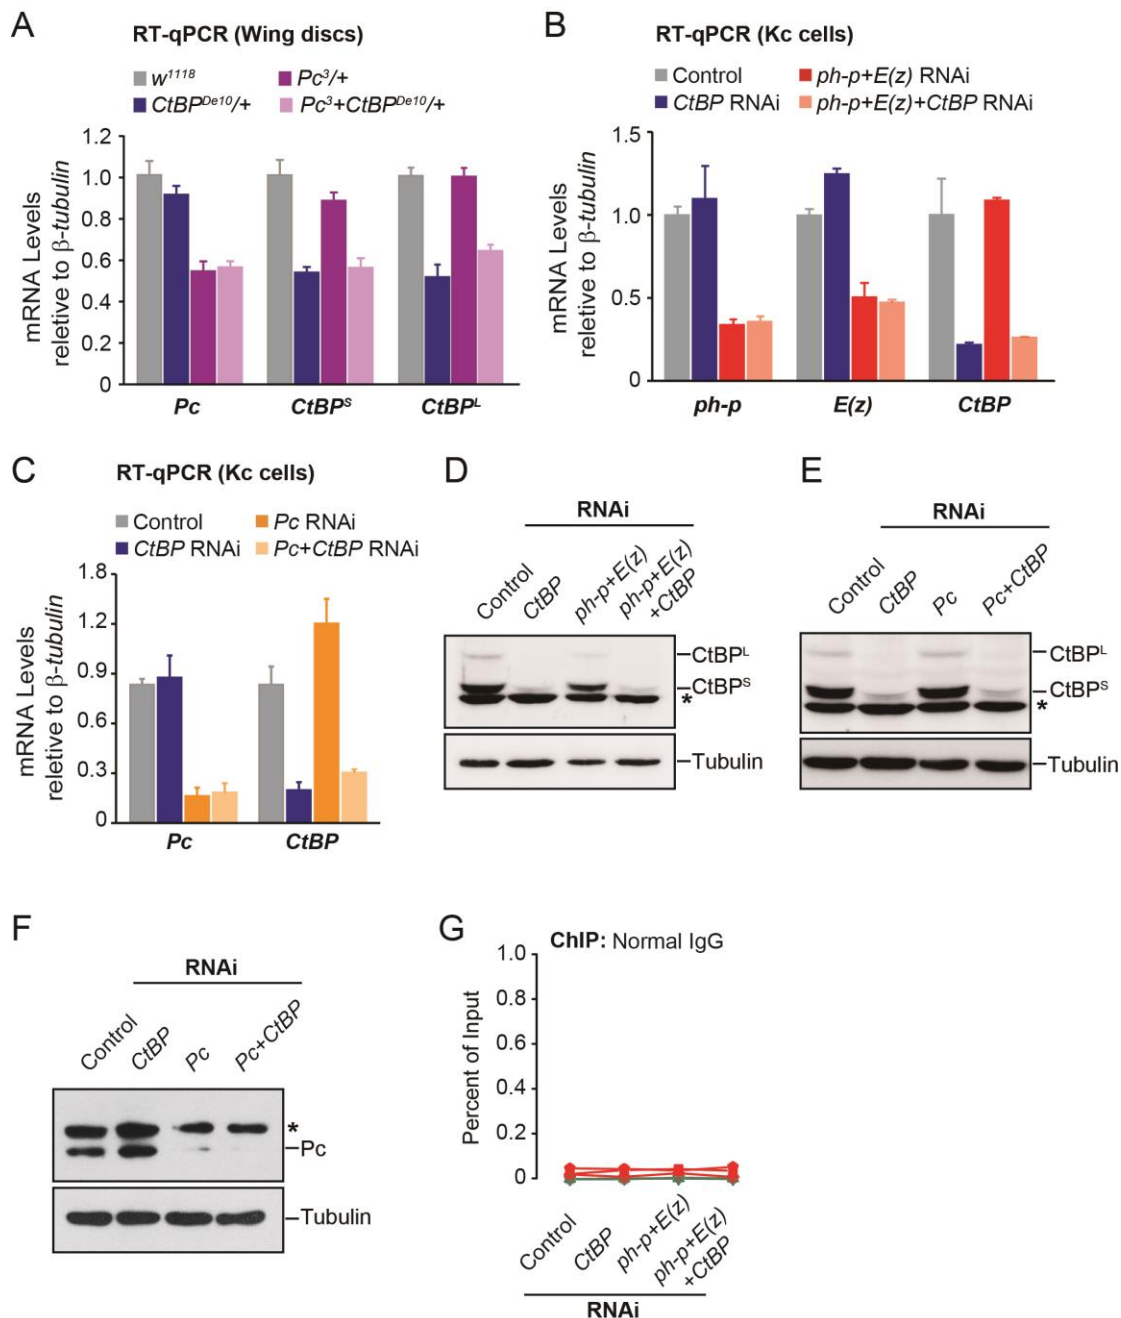 A
RT-qPCR (Wing discs)
w1118
Pc3/+
CtBPDe10/+
Pc3+CtBPDe10/+
mRNA Levels
reletive to β-tubulin
1.2
1.0
0.8
0.6
0.4
0.2
0
Pc
CtBPS
CtBPL
B
RT-qPCR (Kc cells)
Control
ph-p+E(z) RNAi
CtBP RNAi
ph-p+E(z)+CtBP RNAi
mRNA Levels
reletive to β-tubulin
1.5
1.0
0.5
0
ph-p
E(z)
CtBP
C
RT-qPCR (Kc cells)
Control
Pc RNAi
CtBP RNAi
Pc+CtBP RNAi
mRNA Levels
reletive to β-tubulin
1.8
1.2
0.9
0.6
0.3
0
Pc
CtBP
D
RNAi
Control
CtBP
ph-p+E(z)
ph-p+E(z)
+CtBP
CtBPL
CtBPS
*
Tubulin
E
RNAi
Control
CtBP
Pc
Pc+CtBP
CtBPL
CtBPS
*
Tubulin
F
RNAi
Control
CtBP
Pc
Pc+CtBP
*
Pc
Tubulin
G
ChIP: Normal IgG
Percent of Input
1.0
0.8
0.6
0.4
0.2
0
Control
CtBP
ph-p+E(z)
ph-p+E(z)
+CtBP
RNAi